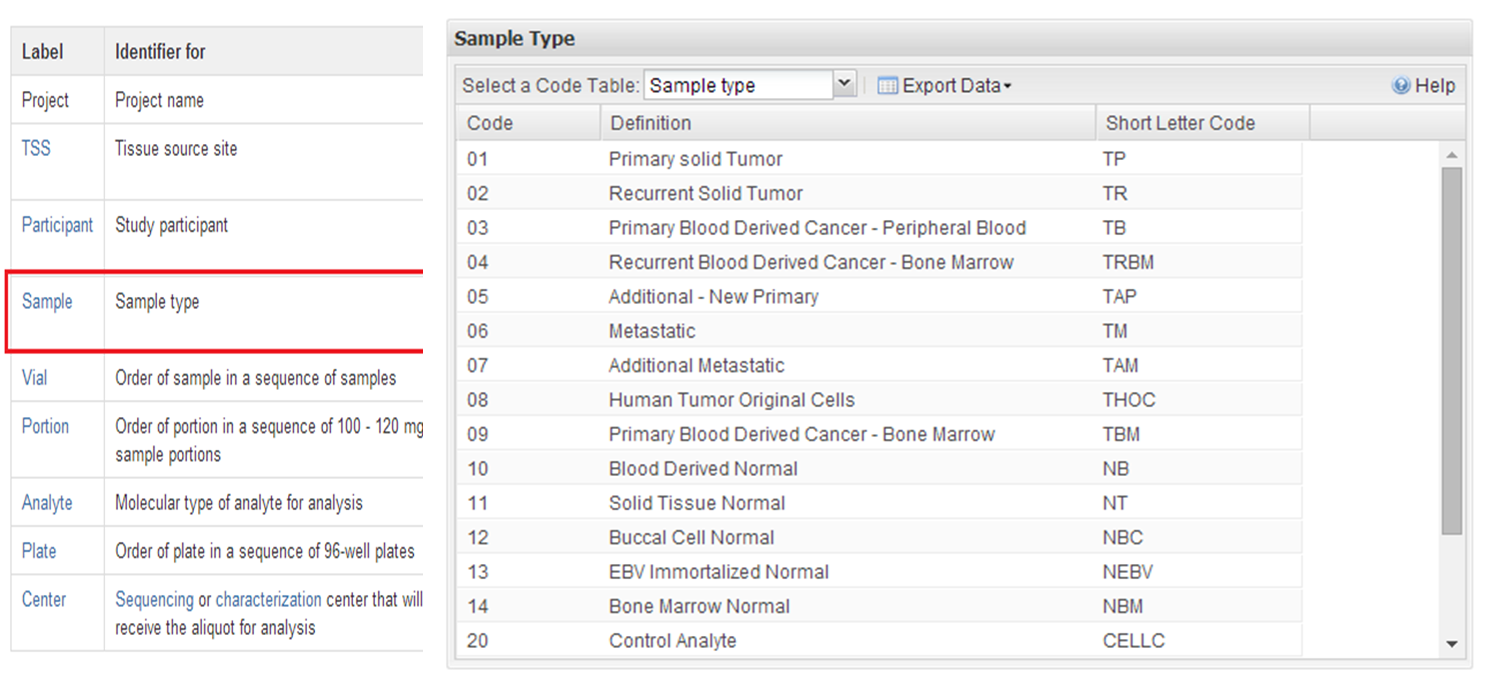 Label Identifier for
Project Project name
TSS Tissue source site
Participant Study participant
Sample Sample type
Vial Order of sample in a sequence of samples
Portion Order of portion in a sequence of 100 - 120 mg
sample portions
Analyte Molecular type of analyte for analysis
Plate Order of plate in a sequence of 96-well plates
Center Sequencing or characterization center that will
receive the aliquot for analysis
Sample Type
Select a Code Table: Sample type Export Data Help
Code Definition Short Letter Code
01 Primary solid Tumor TP
02 Recurrent Solid Tumor TR
03 Primary Blood Derived Cancer - Peripheral Blood TB
04 Recurrent Blood Derived Cancer - Bone Marrow TRBM
05 Additional - New Primary TAP
06 Metastatic TM
07 Additional Metastatic TAM
08 Human Tumor Original Cells THOC
09 Primary Blood Derived Cancer - Bone Marrow TBM
10 Blood Derived Normal NB
11 Solid Tissue Normal NT
12 Buccal Cell Normal NBC
13 EBV Immortalized Normal NEBV
14 Bone Marrow Normal NBM
20 Control Analyte CELLC